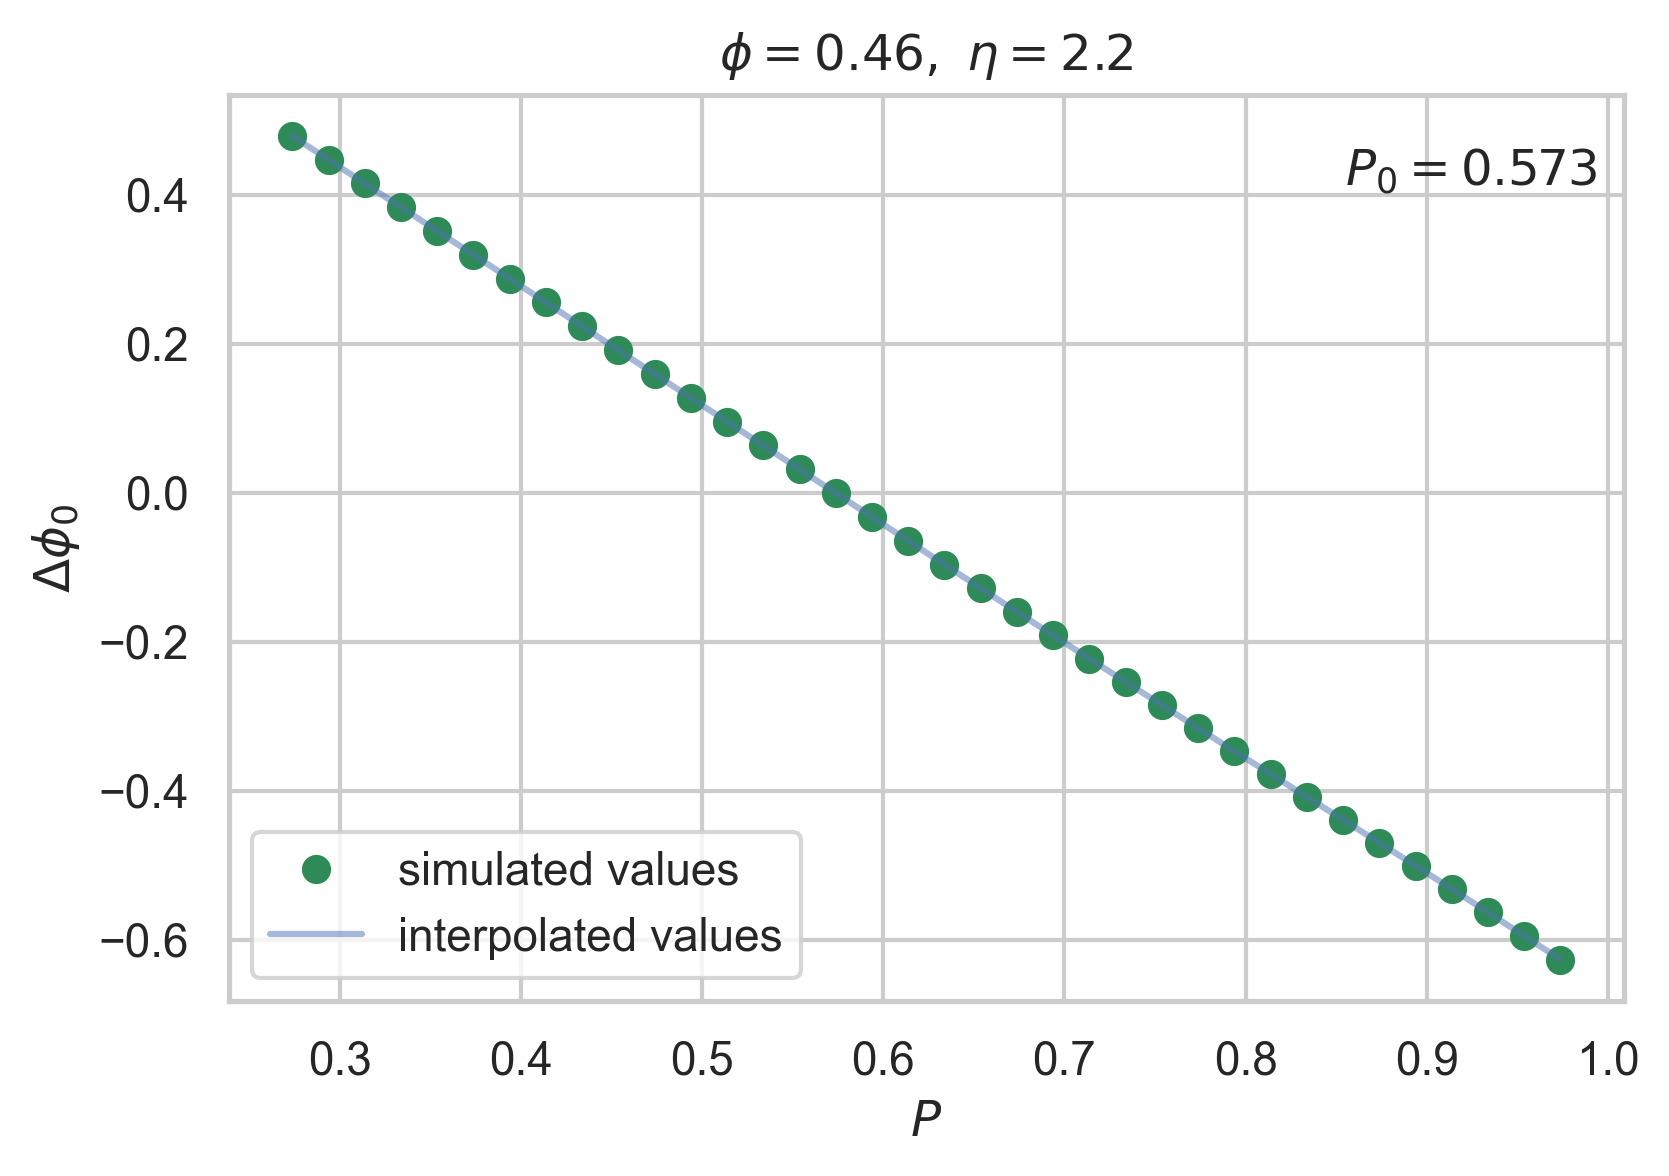 ϕ = 0.46, η = 2.2
P₀ = 0.573
0.4
0.2
0.0
−0.2
−0.4
−0.6
Δϕ₀
simulated values
interpolated values
0.3 0.4 0.5 0.6 0.7 0.8 0.9 1.0
P